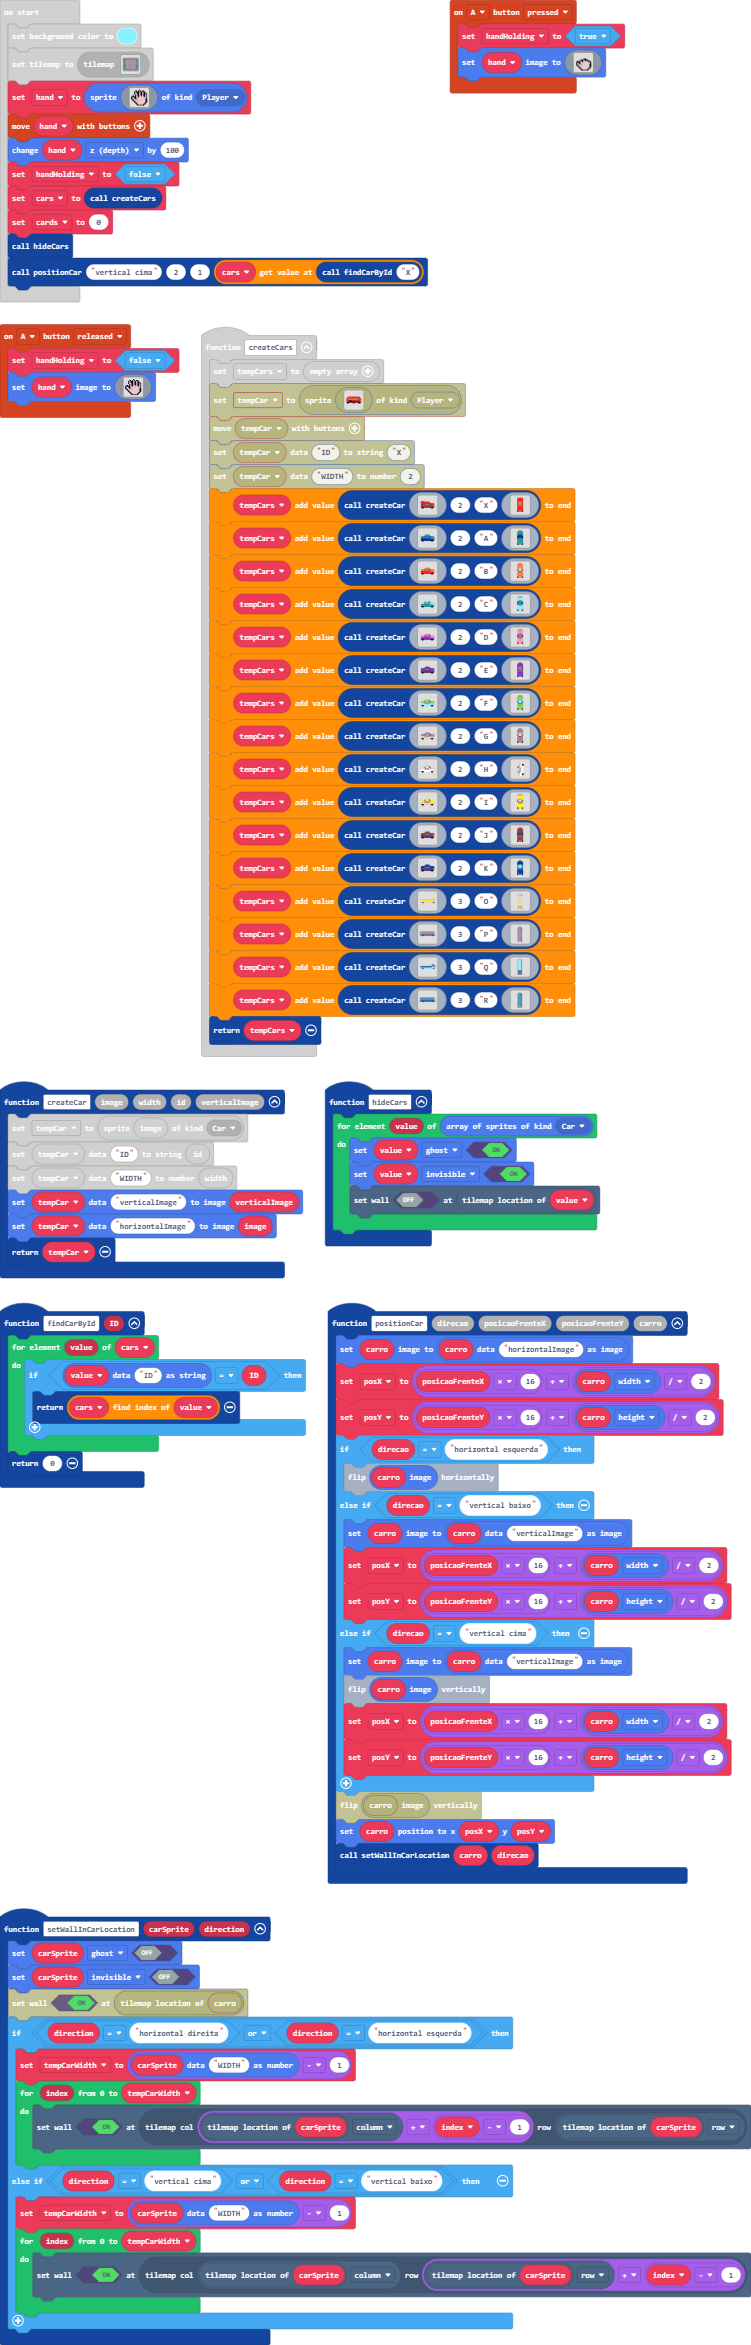 on start
set background color to
set tilemap to tilemap
set hand to sprite of kind Player
move hand with buttons
change hand z (depth) by 100
set handHolding to false
set cars to call createCars
set cards to 0
call hideCars
call positionCar "vertical cima" 2 1 cars get value at call findCarById "X"
on A button pressed
set handHolding to true
set hand image to
on A button released
set handHolding to false
set hand image to
function createCars
set tempCars to empty array
set tempCar to sprite of kind Player
move tempCar with buttons
set tempCar data "ID" to string "X"
set tempCar data "WIDTH" to number 2
tempCars add value call createCar 2 "X" to end
tempCars add value call createCar 2 "A" to end
tempCars add value call createCar 2 "B" to end
tempCars add value call createCar 2 "C" to end
tempCars add value call createCar 2 "D" to end
tempCars add value call createCar 2 "E" to end
tempCars add value call createCar 2 "F" to end
tempCars add value call createCar 2 "G" to end
tempCars add value call createCar 2 "H" to end
tempCars add value call createCar 2 "I" to end
tempCars add value call createCar 2 "J" to end
tempCars add value call createCar 2 "K" to end
tempCars add value call createCar 3 "O" to end
tempCars add value call createCar 3 "P" to end
tempCars add value call createCar 3 "Q" to end
tempCars add value call createCar 3 "R" to end
return tempCars
function createCar image width id verticalImage
set tempCar to sprite image of kind Car
set tempCar data "ID" to string id
set tempCar data "WIDTH" to number width
set tempCar data "verticalImage" to image verticalImage
set tempCar data "horizontalImage" to image image
return tempCar
function hideCars
for element value of array of sprites of kind Car
do
set value ghost ON
set value invisible ON
set wall OFF at tilemap location of value
function findCarById ID
for element value of cars
do
if value data "ID" as string = ID then
return cars find index of value
return 0
function positionCar direcao posicaoFrenteX posicaoFrenteY carro
set carro image to carro data "horizontalImage" as image
set posX to posicaoFrenteX × 16 + carro width / 2
set posY to posicaoFrenteY × 16 + carro height / 2
if direcao = "horizontal esquerda" then
flip carro image horizontally
else if direcao = "vertical baixo" then
set carro image to carro data "verticalImage" as image
set posX to posicaoFrenteX × 16 + carro width / 2
set posY to posicaoFrenteY × 16 + carro height / 2
else if direcao = "vertical cima" then
set carro image to carro data "verticalImage" as image
flip carro image vertically
set posX to posicaoFrenteX × 16 + carro width / 2
set posY to posicaoFrenteY × 16 + carro height / 2
flip carro image vertically
set carro position to x posX y posY
call setWallInCarLocation carro direcao
function setWallInCarLocation carSprite direction
set carSprite ghost OFF
set carSprite invisible OFF
set wall ON at tilemap location of carro
if direction = "horizontal direita" or direction = "horizontal esquerda" then
set tempCarWidth to carSprite data "WIDTH" as number - 1
for index from 0 to tempCarWidth
do
set wall ON at tilemap col tilemap location of carSprite column + index - 1 row tilemap location of carSprite row
else if direction = "vertical cima" or direction = "vertical baixo" then
set tempCarWidth to carSprite data "WIDTH" as number - 1
for index from 0 to tempCarWidth
do
set wall ON at tilemap col tilemap location of carSprite column row tilemap location of carSprite row + index - 1